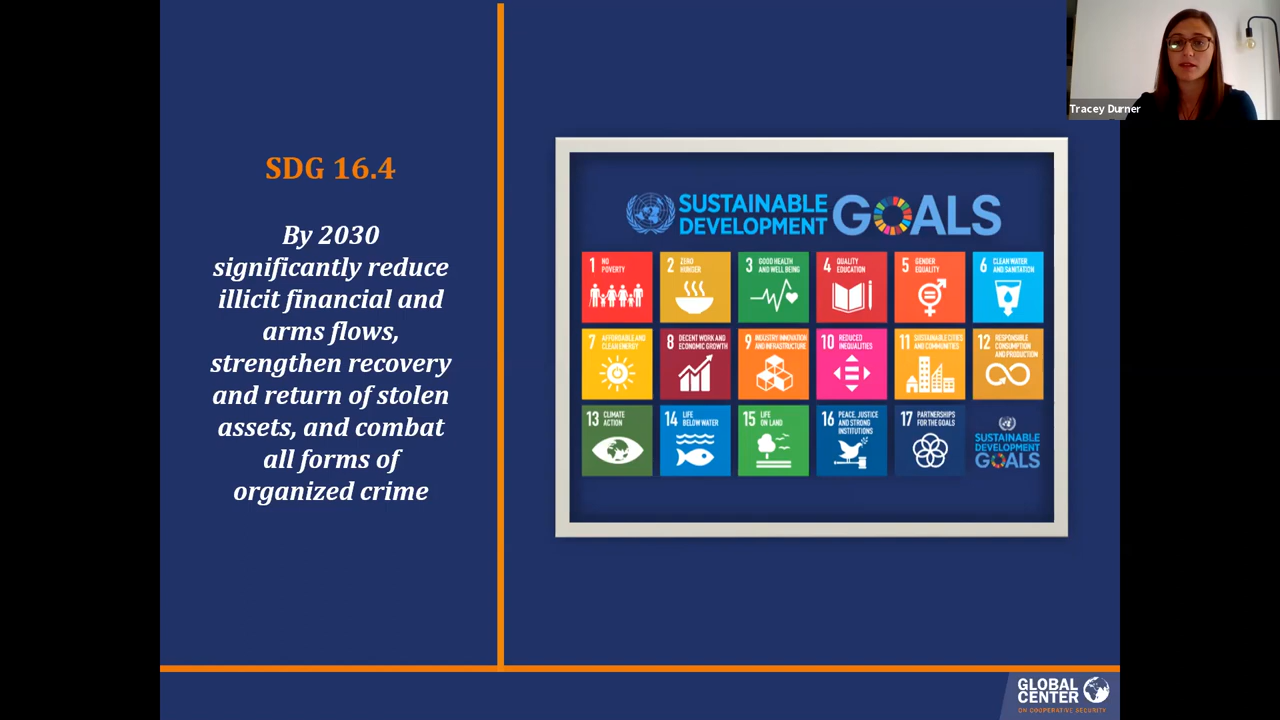 Tracey Durner
SDG 16.4
By 2030
significantly reduce
illicit financial and
arms flows,
strengthen recovery
and return of stolen
assets, and combat
all forms of
organized crime
SUSTAINABLE
DEVELOPMENT
GOALS
1 NO
POVERTY
2 ZERO
HUNGER
3 GOOD HEALTH
AND WELL BEING
4 QUALITY
EDUCATION
5 GENDER
EQUALITY
6 CLEAN WATER
AND SANITATION
7 AFFORDABLE AND
CLEAN ENERGY
8 DECENT WORK AND
ECONOMIC GROWTH
9 INDUSTRY INNOVATION
AND INFRASTRUCTURE
10 REDUCED
INEQUALITIES
11 SUSTAINABLE CITIES
AND COMMUNITIES
12 RESPONSIBLE
CONSUMPTION
AND PRODUCTION
13 CLIMATE
ACTION
14 LIFE
BELOW WATER
15 LIFE
ON LAND
16 PEACE, JUSTICE
AND STRONG
INSTITUTIONS
17 PARTNERSHIPS
FOR THE GOALS
SUSTAINABLE
DEVELOPMENT
GOALS
GLOBAL
CENTER
ON COOPERATIVE SECURITY